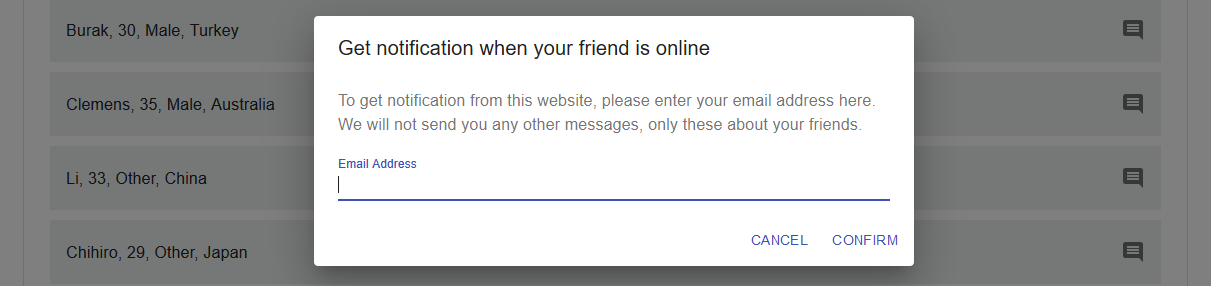 Burak, 30, Male, Turkey
Get notification when your friend is online
Clemens, 35, Male, Australia
To get notification from this website, please enter your email address here.
We will not send you any other messages, only these about your friends.
Email Address
Li, 33, Other, China
CANCEL CONFIRM
Chihiro, 29, Other, Japan